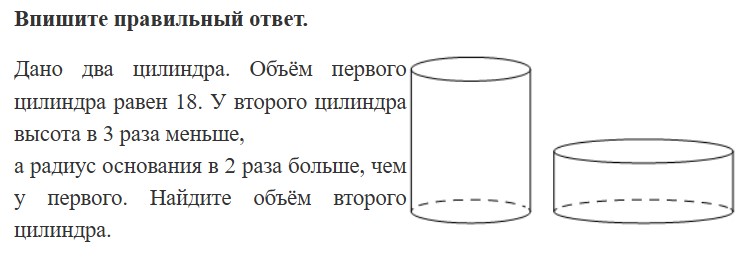 Впишите правильный ответ.
Дано два цилиндра. Объём первого
цилиндра равен 18. У второго цилиндра
высота в 3 раза меньше,
а радиус основания в 2 раза больше, чем
у первого. Найдите объём второго
цилиндра.